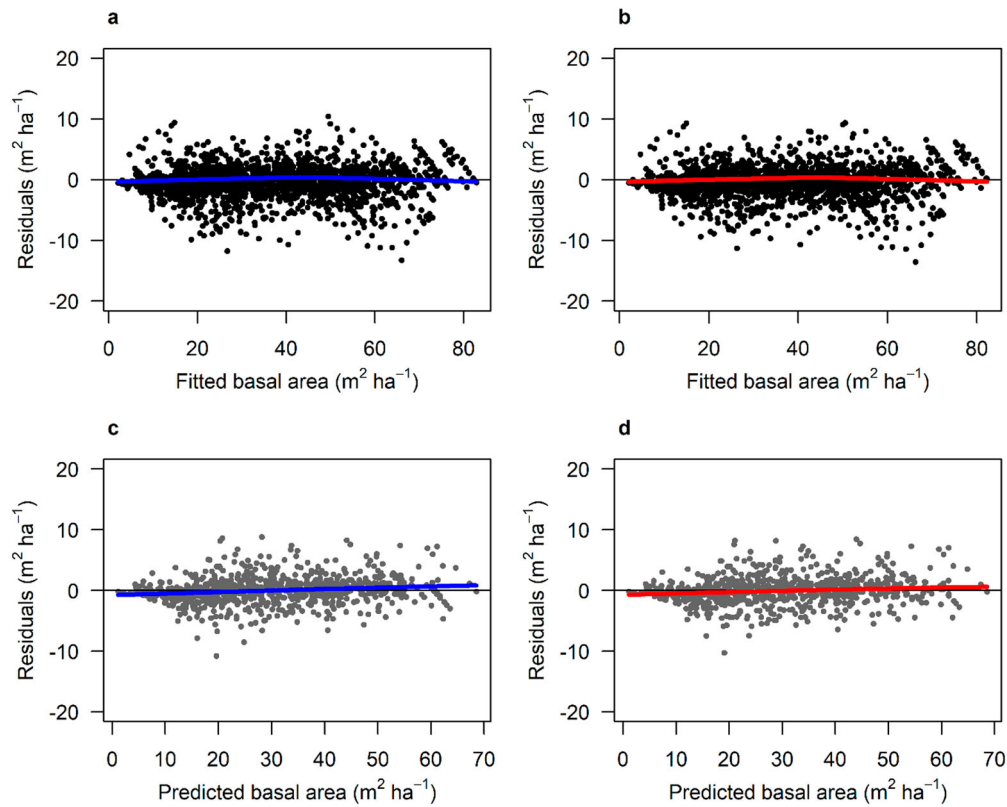 a
20
10
0
-10
-20
Residuals (m² ha⁻¹)
0 20 40 60 80
Fitted basal area (m² ha⁻¹)
b
20
10
0
-10
-20
Residuals (m² ha⁻¹)
0 20 40 60 80
Fitted basal area (m² ha⁻¹)
c
20
10
0
-10
-20
Residuals (m² ha⁻¹)
0 10 20 30 40 50 60 70
Predicted basal area (m² ha⁻¹)
d
20
10
0
-10
-20
Residuals (m² ha⁻¹)
0 10 20 30 40 50 60 70
Predicted basal area (m² ha⁻¹)